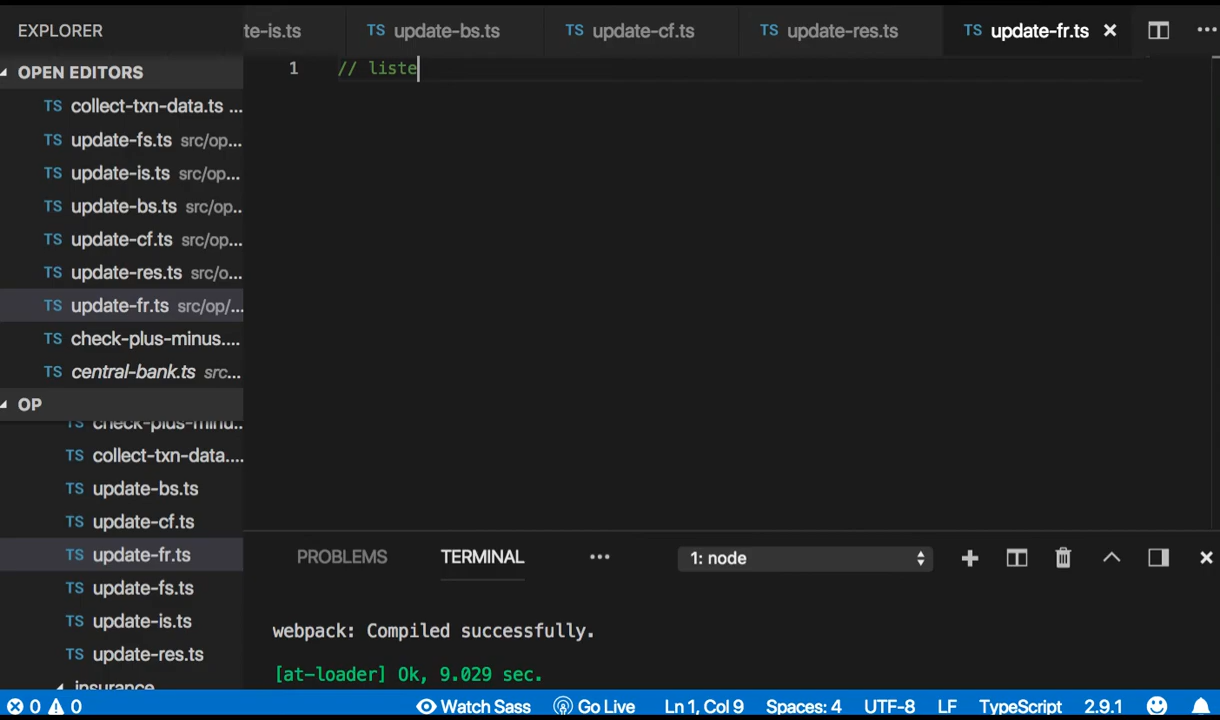 EXPLORER
te-is.ts
TS update-bs.ts
TS update-cf.ts
TS update-res.ts
TS update-fr.ts
OPEN EDITORS
1 // liste
TS collect-txn-data.ts ...
TS update-fs.ts src/op...
TS update-is.ts src/op...
TS update-bs.ts src/op..
TS update-cf.ts src/op...
TS update-res.ts src/o...
TS update-fr.ts src/op/...
TS check-plus-minus....
TS central-bank.ts src...
OP
TS check-plus-minu..
TS collect-txn-data....
TS update-bs.ts
TS update-cf.ts
TS update-fr.ts
TS update-fs.ts
TS update-is.ts
TS update-res.ts
insurance
PROBLEMS TERMINAL ... 1: node
webpack: Compiled successfully.
[at-loader] Ok, 9.029 sec.
0 0 Watch Sass Go Live Ln 1, Col 9 Spaces: 4 UTF-8 LF TypeScript 2.9.1